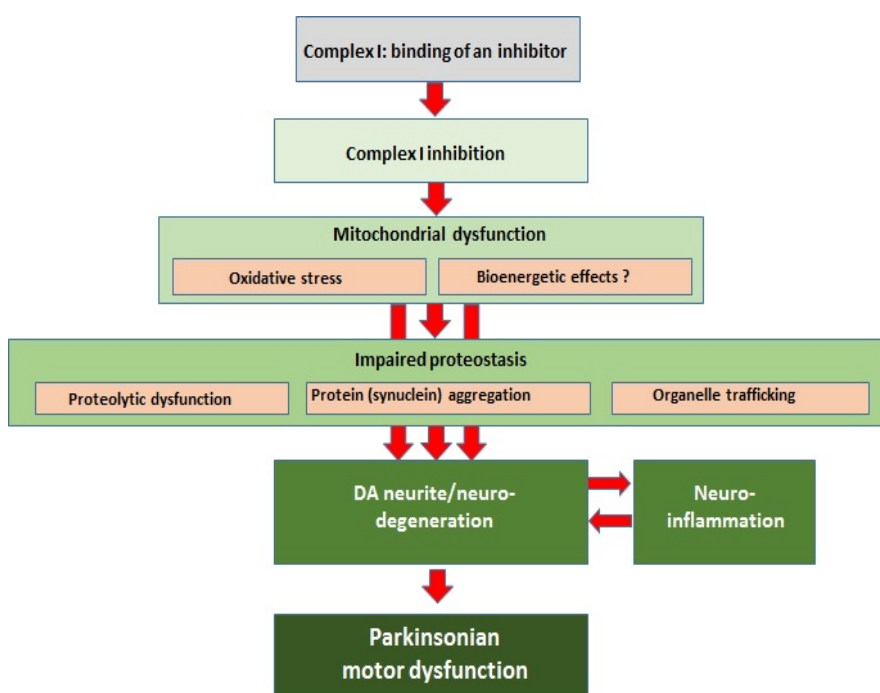 Complex I: binding of an inhibitor
Complex I inhibition
Mitochondrial dysfunction
Oxidative stress
Bioenergetic effects ?
Impaired proteostasis
Proteolytic dysfunction
Protein (synuclein) aggregation
Organelle trafficking
DA neurite/neuro-
degeneration
Neuro-
inflammation
Parkinsonian
motor dysfunction